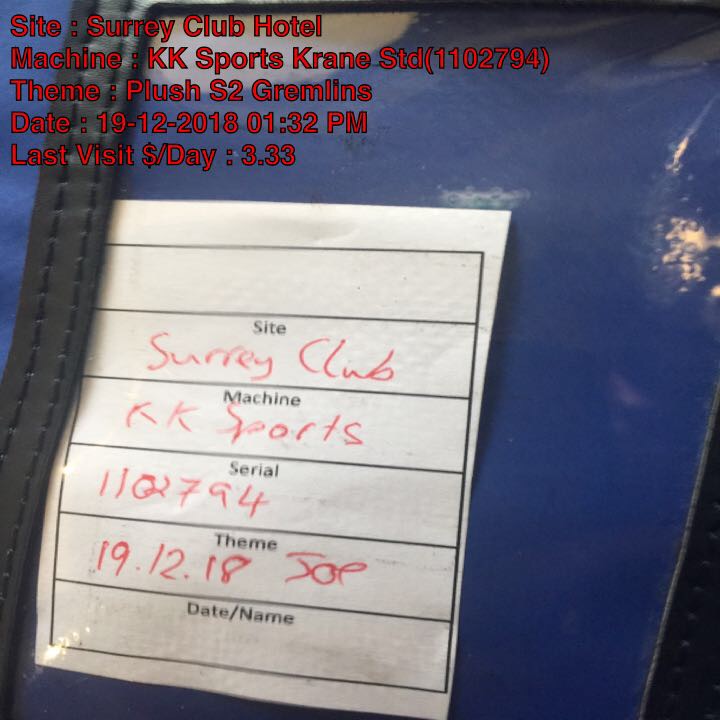 Site : Surrey Club Hotel
Machine : KK Sports Krane Std(1102794)
Theme : Plush S2 Gremlins
Date : 19-12-2018 01:32 PM
Last Visit $/Day : 3.33
Site
Surrey Club
Machine
KK Sports
Serial
1102794
Theme
19.12.18 Joe
Date/Name